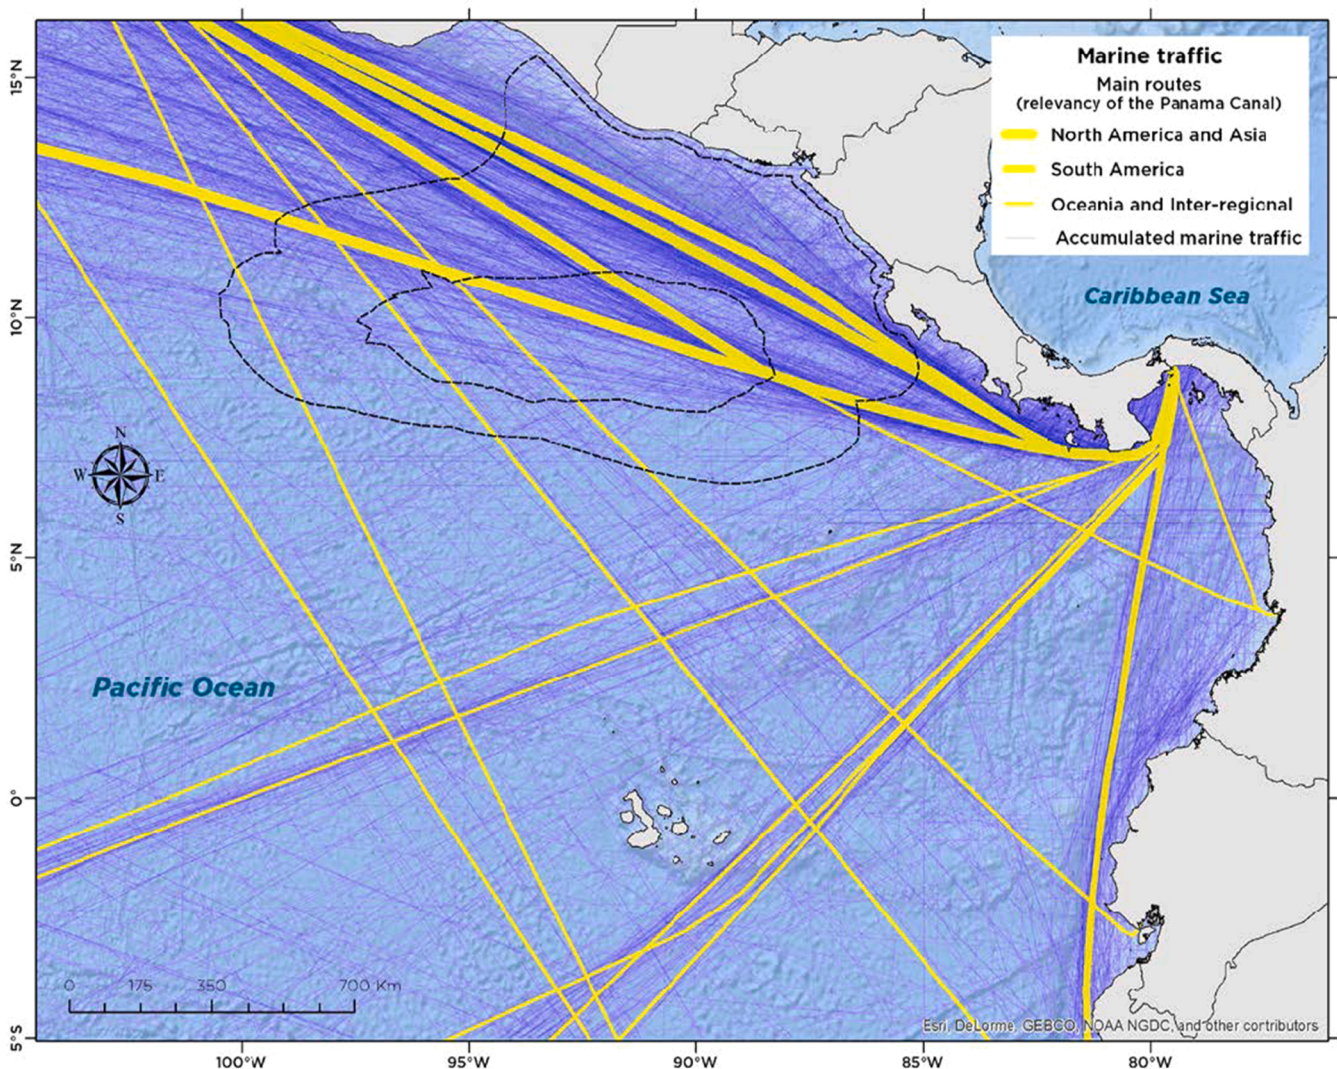 Marine traffic
Main routes
(relevancy of the Panama Canal)
North America and Asia
South America
Oceania and Inter-regional
Accumulated marine traffic
15°N
10°N
5°N
0°
5°S
Caribbean Sea
N
W E
S
Pacific Ocean
0 175 350 700 Km
Esri, DeLorme, GEBCO, NOAA NGDC, and other contributors
100°W 95°W 90°W 85°W 80°W